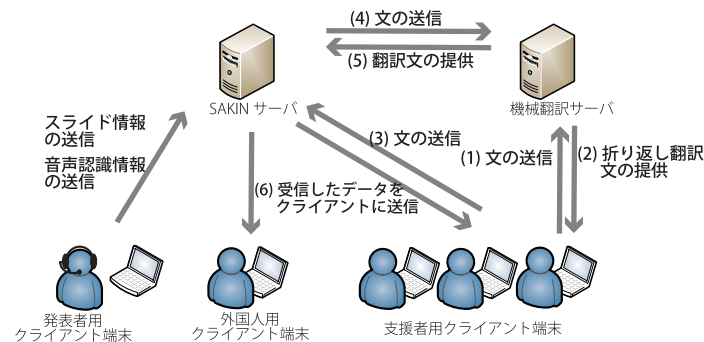 (4) 文の送信
(5) 翻訳文の提供
SAKIN サーバ
機械翻訳サーバ
スライド情報
の送信
音声認識情報
の送信
(3) 文の送信
(1) 文の送信
(2) 折り返し翻訳
文の提供
(6) 受信したデータを
クライアントに送信
発表者用
クライアント端末
外国人用
クライアント端末
支援者用クライアント端末